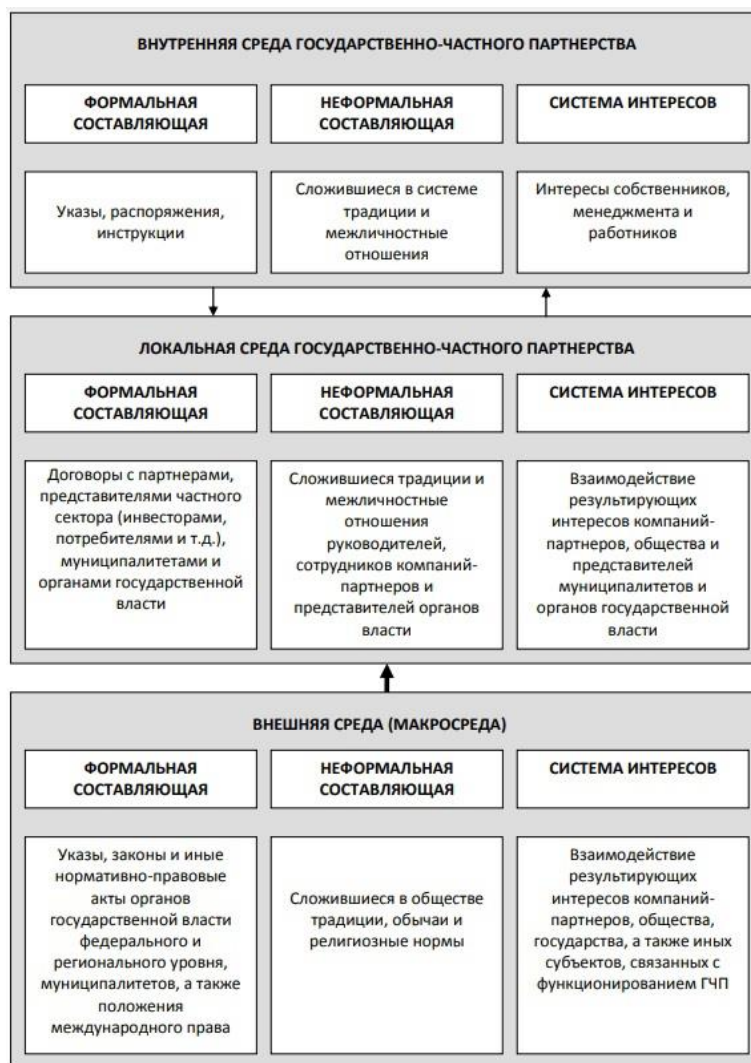 ВНУТРЕННЯЯ СРЕДА ГОСУДАРСТВЕННО-ЧАСТНОГО ПАРТНЕРСТВА
ФОРМАЛЬНАЯ
СОСТАВЛЯЮЩАЯ
НЕФОРМАЛЬНАЯ
СОСТАВЛЯЮЩАЯ
СИСТЕМА ИНТЕРЕСОВ
Указы, распоряжения,
инструкции
Сложившиеся в системе
традиции и
межличностные
отношения
Интересы собственников,
менеджмента и
работников
ЛОКАЛЬНАЯ СРЕДА ГОСУДАРСТВЕННО-ЧАСТНОГО ПАРТНЕРСТВА
ФОРМАЛЬНАЯ
СОСТАВЛЯЮЩАЯ
НЕФОРМАЛЬНАЯ
СОСТАВЛЯЮЩАЯ
СИСТЕМА ИНТЕРЕСОВ
Договоры с партнерами,
представителями частного
сектора (инвесторами,
потребителями и т.д.),
муниципалитетами и
органами государственной
власти
Сложившиеся традиции и
межличностные
отношения
руководителей,
сотрудников компаний-
партнеров и
представителей органов
власти
Взаимодействие
результирующих
интересов компаний-
партнеров, общества и
представителей
муниципалитетов и
органов государственной
власти
ВНЕШНЯЯ СРЕДА (МАКРОСРЕДА)
ФОРМАЛЬНАЯ
СОСТАВЛЯЮЩАЯ
НЕФОРМАЛЬНАЯ
СОСТАВЛЯЮЩАЯ
СИСТЕМА ИНТЕРЕСОВ
Указы, законы и иные
нормативно-правовые
акты органов
государственной власти
федерального и
регионального уровня,
муниципалитетов, а также
положения
международного права
Сложившиеся в обществе
традиции, обычаи и
религиозные нормы
Взаимодействие
результирующих
интересов компаний-
партнеров, общества,
государства, а также иных
субъектов, связанных с
функционированием ГЧП